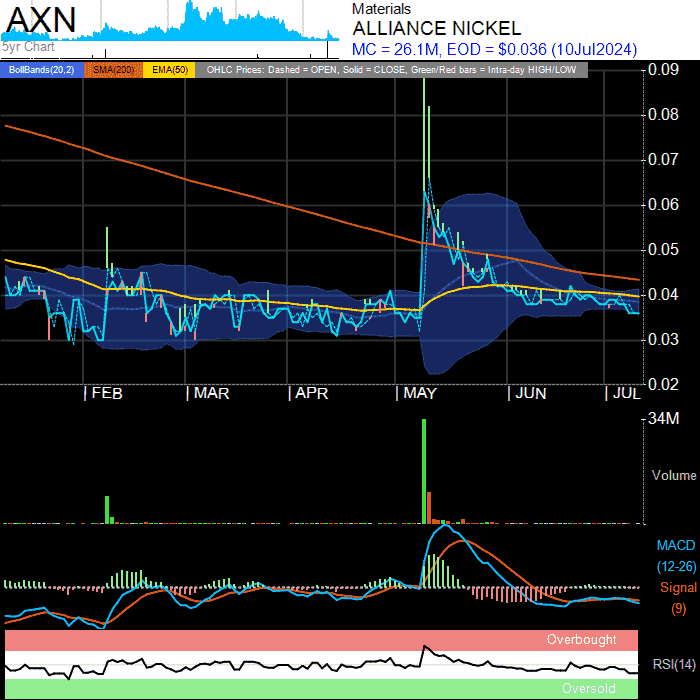 AXN
5yr Chart
Materials
ALLIANCE NICKEL
MC = 26.1M, EOD = $0.036 (10Jul2024)
BollBands(20,2) SMA(200) EMA(50) OHLC Prices: Dashed = OPEN, Solid = CLOSE, Green/Red bars = Intra-day HIGH/LOW
0.09
0.08
0.07
0.06
0.05
0.04
0.03
0.02
FEB MAR APR MAY JUN JUL
34M
Volume
MACD
(12-26)
Signal
(9)
Overbought
RSI(14)
Oversold